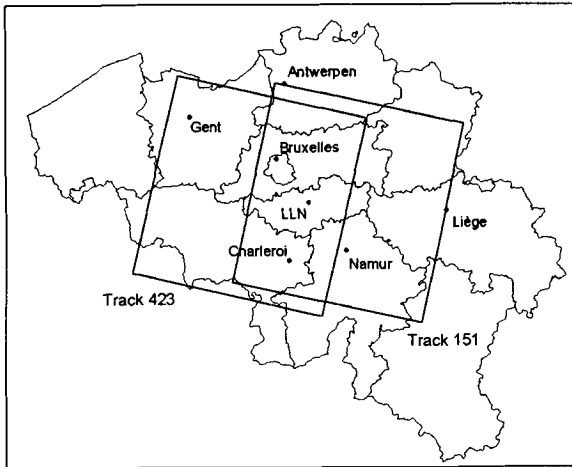 Antwerpen
Gent
Bruxelles
LLN
Liège
Charleroi
Namur
Track 423
Track 151